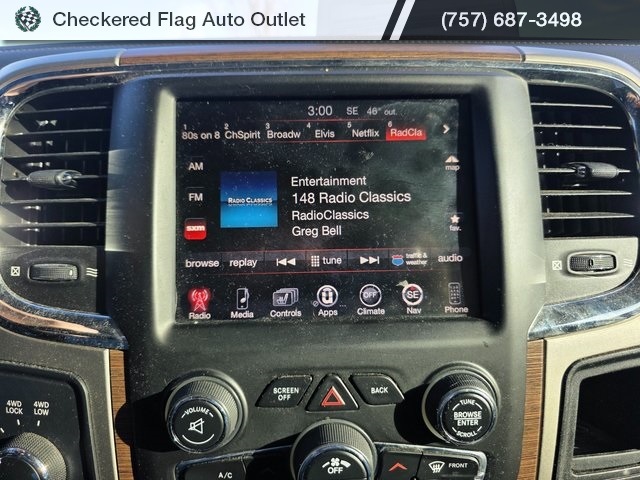 Checkered Flag Auto Outlet (757) 687-3498
3:00 SE 46° out.
1 80s on 8 2 ChSpirit 3 Broadw 4 Elvis 5 Netflix 6 RadCla
AM
map
Entertainment
FM
RADIO CLASSICS
148 Radio Classics
RadioClassics
fav.
sxm
Greg Bell
browse replay tune traffic & weather audio
SE
OFF
Radio Media Controls Apps Climate Nav Phone
4WD LOCK
4WD LOW
VOLUME
SCREEN OFF
BACK
TUNE
BROWSE
ENTER
SCROLL
A/C
OFF
FRONT